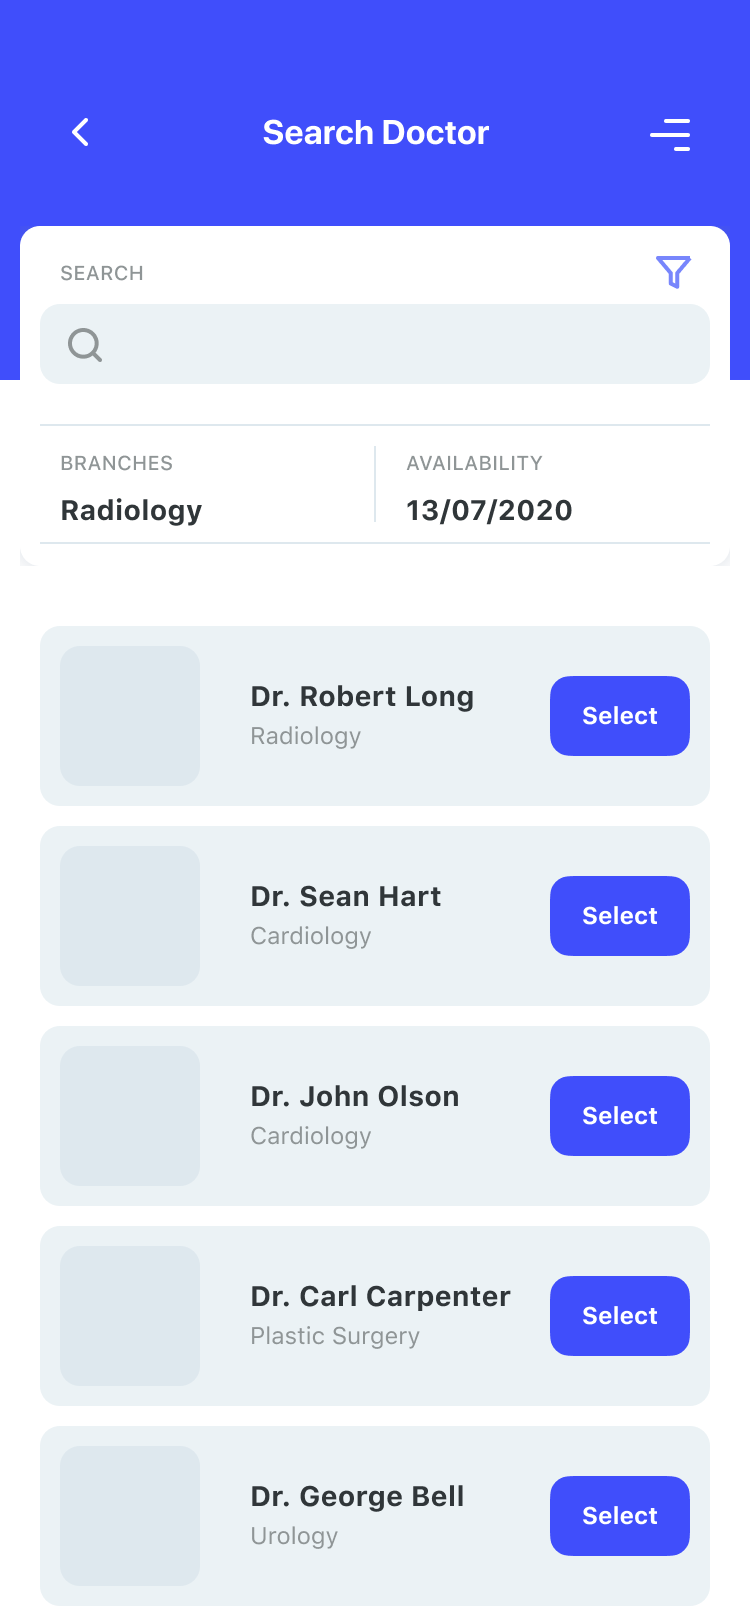 Search Doctor
SEARCH
BRANCHES
Radiology
AVAILABILITY
13/07/2020
Dr. Robert Long
Radiology
Select
Dr. Sean Hart
Cardiology
Select
Dr. John Olson
Cardiology
Select
Dr. Carl Carpenter
Plastic Surgery
Select
Dr. George Bell
Urology
Select